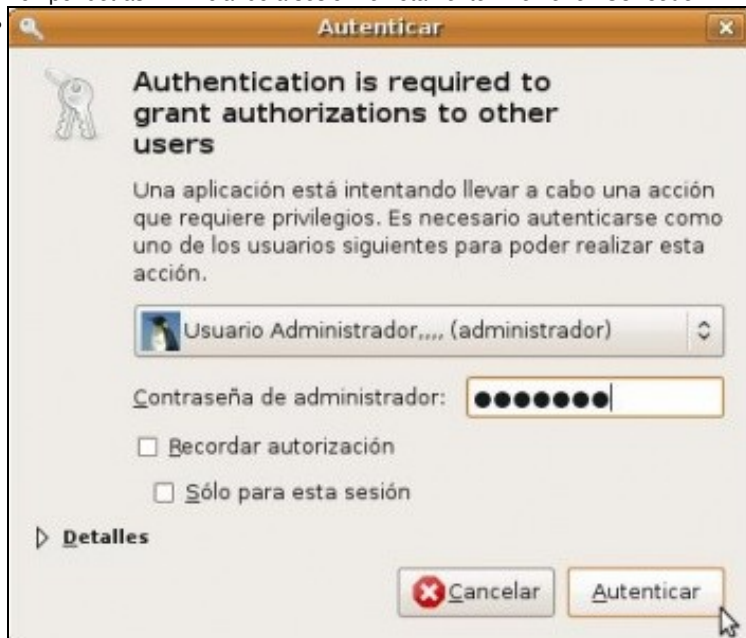 Autenticar
Authentication is required to
grant authorizations to other
users
Una aplicación está intentando llevar a cabo una acción
que requiere privilegios. Es necesario autenticarse como
uno de los usuarios siguientes para poder realizar esta
acción.
Usuario Administrador,,,, (administrador)
Contraseña de administrador: ●●●●●●●
Recordar autorización
Sólo para esta sesión
Detalles
Cancelar Autenticar